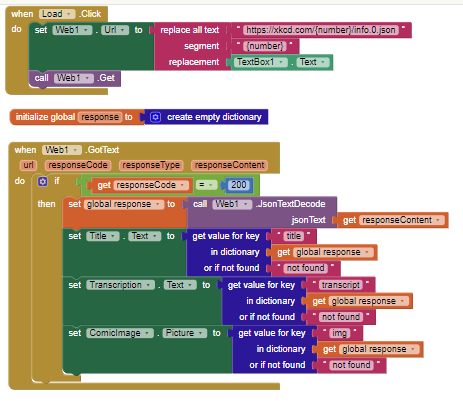 when Load .Click
do set Web1 . Url to replace all text " https://xkcd.com/{number}/info.0.json "
segment " {number} "
replacement TextBox1 . Text
call Web1 .Get
initialize global response to create empty dictionary
when Web1 .GotText
url responseCode responseType responseContent
do if get responseCode = 200
then set global response to call Web1 .JsonTextDecode
jsonText get responseContent
set Title . Text to get value for key " title "
in dictionary get global response
or if not found " not found "
set Transcription . Text to get value for key " transcript "
in dictionary get global response
or if not found " not found "
set ComicImage . Picture to get value for key " img "
in dictionary get global response
or if not found " not found "